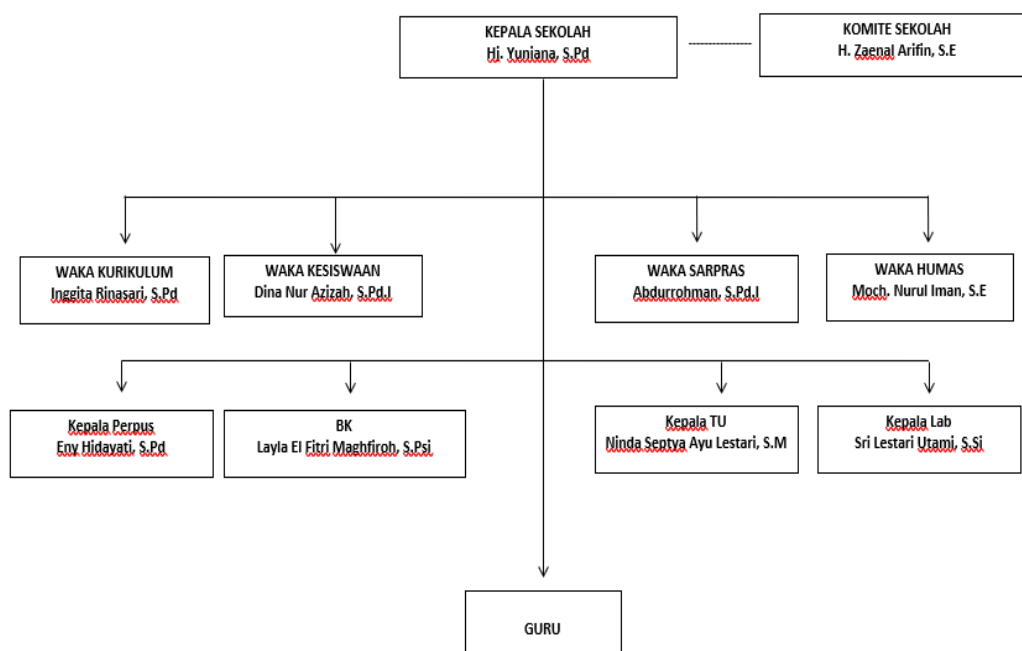 KEPALA SEKOLAH
Hj. Yuniana, S.Pd
KOMITE SEKOLAH
H. Zaenal Arifin, S.E
WAKA KURIKULUM
Inggita Rinasari, S.Pd
WAKA KESISWAAN
Dina Nur Azizah, S.Pd.I
WAKA SARPRAS
Abdurrohman, S.Pd.I
WAKA HUMAS
Moch. Nurul Iman, S.E
Kepala Perpus
Eny Hidayati, S.Pd
BK
Layla El Fitri Maghfiroh, S.Psi
Kepala TU
Ninda Septya Ayu Lestari, S.M
Kepala Lab
Sri Lestari Utami, S.Si
GURU